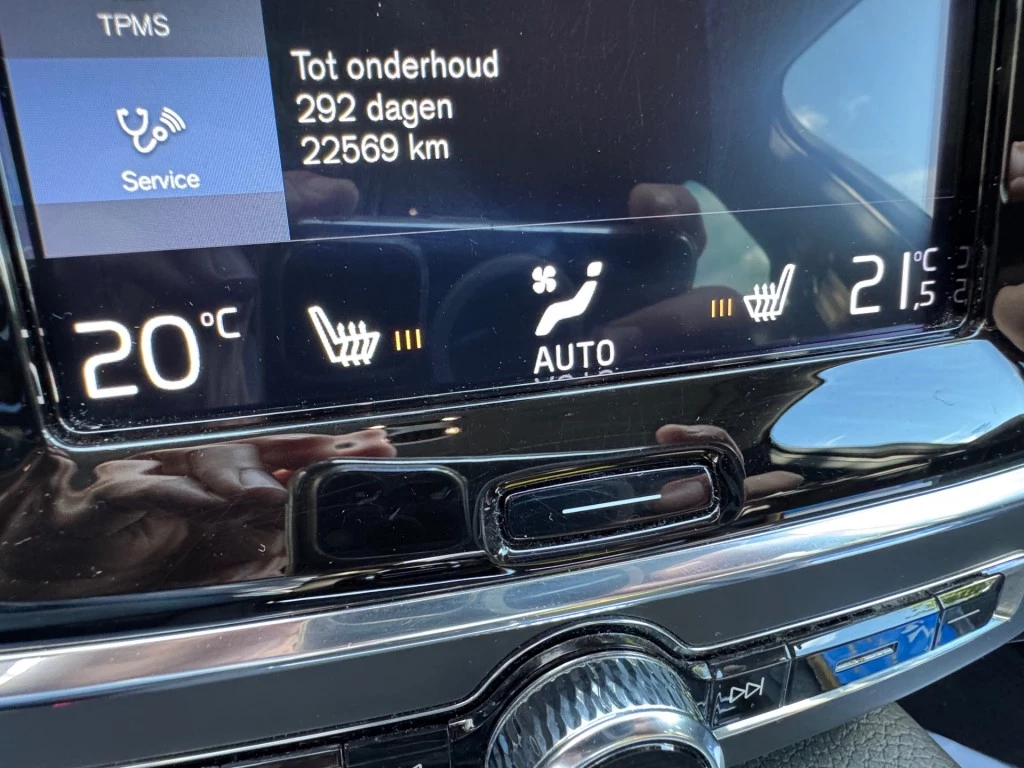 TPMS
Tot onderhoud
292 dagen
22569 km
Service
20°C
AUTO
21,5°C